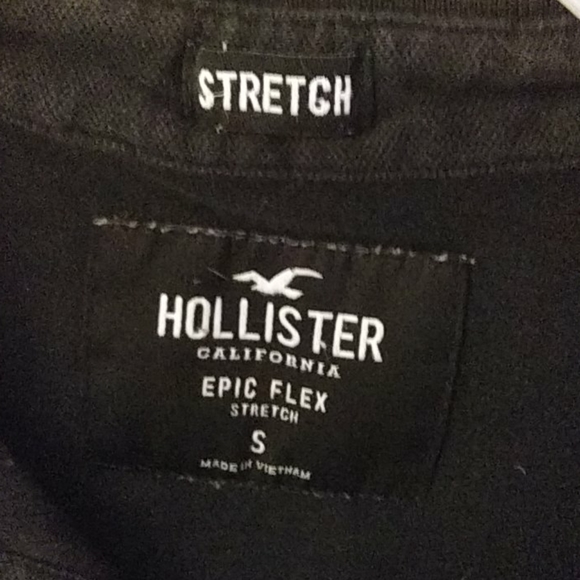 STRETCH
HOLLISTER
CALIFORNIA
EPIC FLEX
STRETCH
S
MADE IN VIETNAM